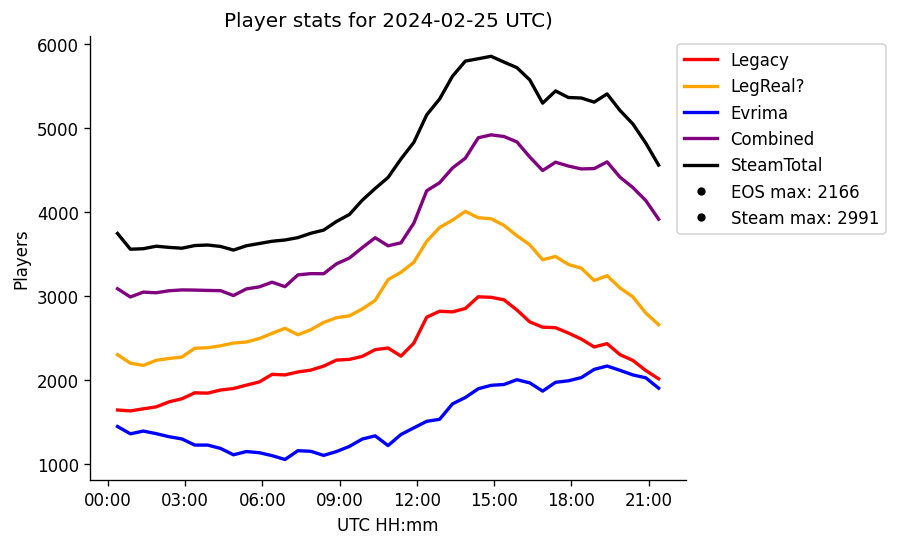 Player stats for 2024-02-25 UTC)
6000
5000
4000
3000
2000
1000
Players
00:00 03:00 06:00 09:00 12:00 15:00 18:00 21:00
UTC HH:mm
Legacy
LegReal?
Evrima
Combined
SteamTotal
EOS max: 2166
Steam max: 2991